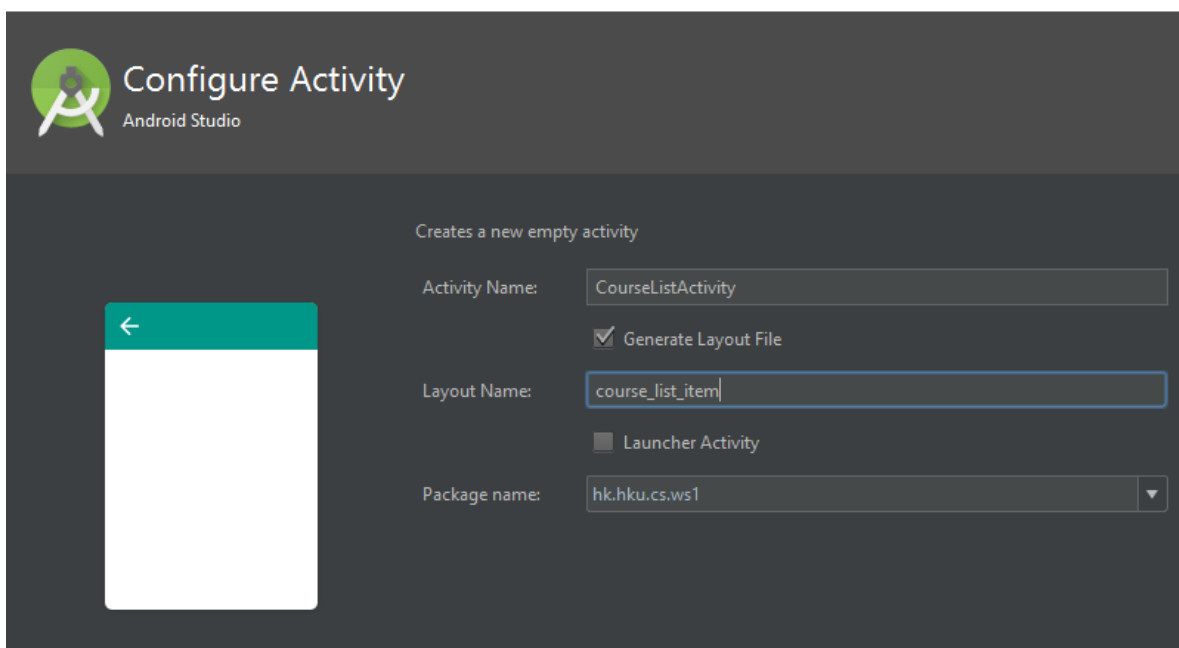 Configure Activity
Android Studio
Creates a new empty activity
Activity Name: CourseListActivity
Generate Layout File
Layout Name: course_list_item
Launcher Activity
Package name: hk.hku.cs.ws1